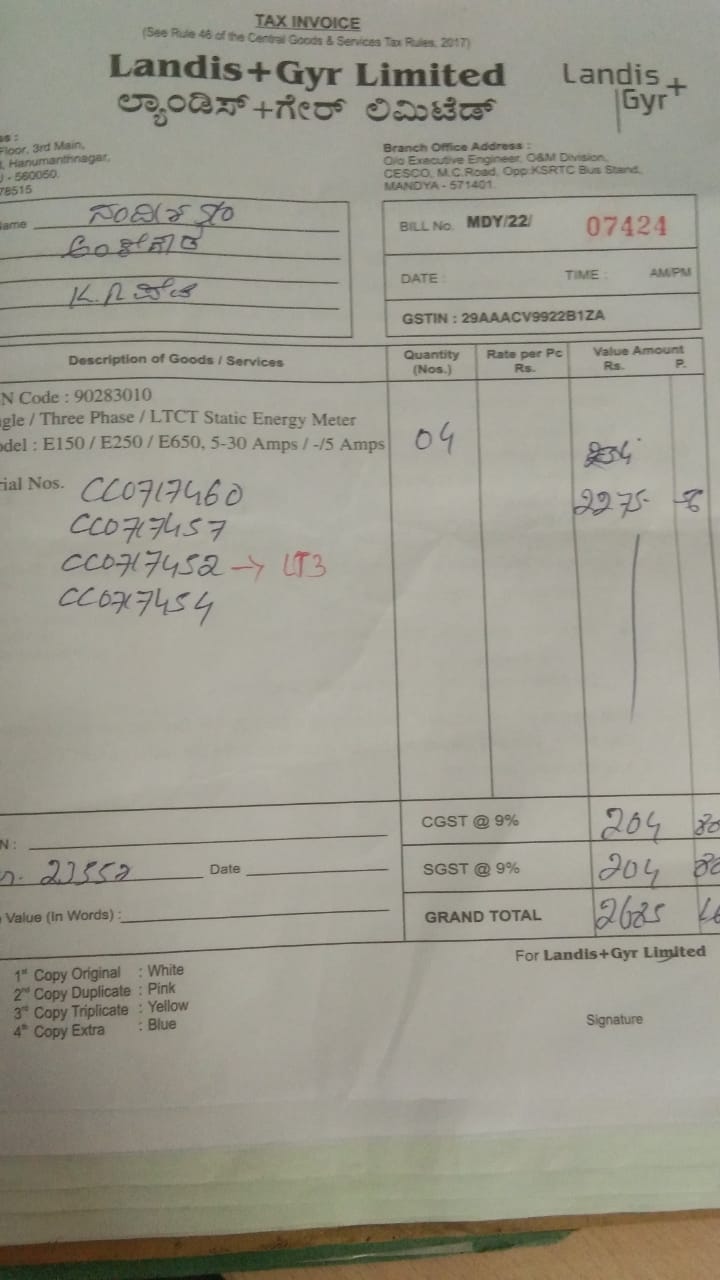 TAX INVOICE
(See Rule 46 of the Central Goods & Services Tax Rules, 2017)
Landis+Gyr Limited
Landis+
Gyr
ಲ್ಯಾಂಡಿಸ್+ಗೇರ್ ಲಿಮಿಟೆಡ್
Floor, 3rd Main,
Hanumanthnagar,
- 560050.
78515
Branch Office Address :
O/o Executive Engineer, O&M Division,
CESCO, M.C.Road, Opp.KSRTC Bus Stand,
MANDYA - 571401.
ame
BILL No. MDY/22/ 07424
DATE : TIME : AM/PM
GSTIN : 29AAACV9922B1ZA
Description of Goods / Services
Quantity (Nos.)
Rate per Pc Rs.
Value Amount Rs. P.
N Code : 90283010
gle / Three Phase / LTCT Static Energy Meter
odel : E150 / E250 / E650, 5-30 Amps / -/5 Amps
04
ial Nos. CC0717460
2275
CC0717457
CC0717452 → LT3
CC0717454
CGST @ 9% 204 80
N :
23552 Date
SGST @ 9% 204 80
Value (In Words) :
GRAND TOTAL 2685
For Landis+Gyr Limited
1st Copy Original : White
2nd Copy Duplicate : Pink
3rd Copy Triplicate : Yellow
4th Copy Extra : Blue
Signature